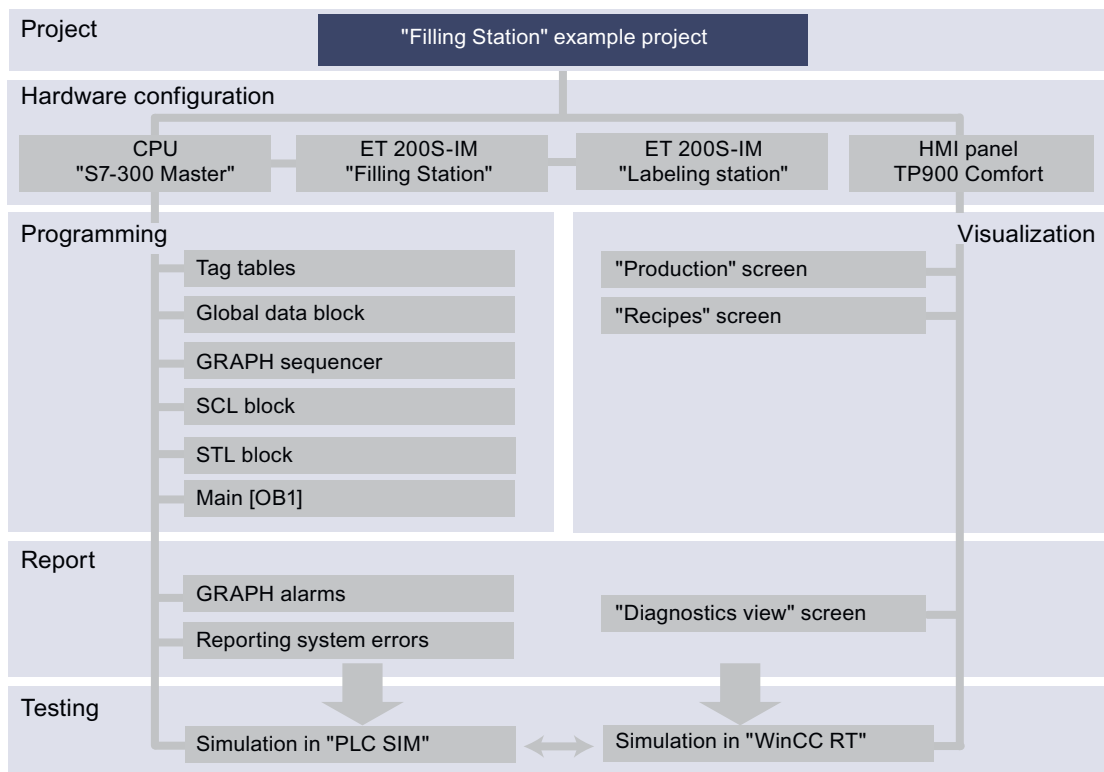 Project
"Filling Station" example project
Hardware configuration
CPU
"S7-300 Master"
ET 200S-IM
"Filling Station"
ET 200S-IM
"Labeling station"
HMI panel
TP900 Comfort
Programming
Tag tables
Global data block
GRAPH sequencer
SCL block
STL block
Main [OB1]
Visualization
"Production" screen
"Recipes" screen
Report
GRAPH alarms
Reporting system errors
"Diagnostics view" screen
Testing
Simulation in "PLC SIM"
Simulation in "WinCC RT"